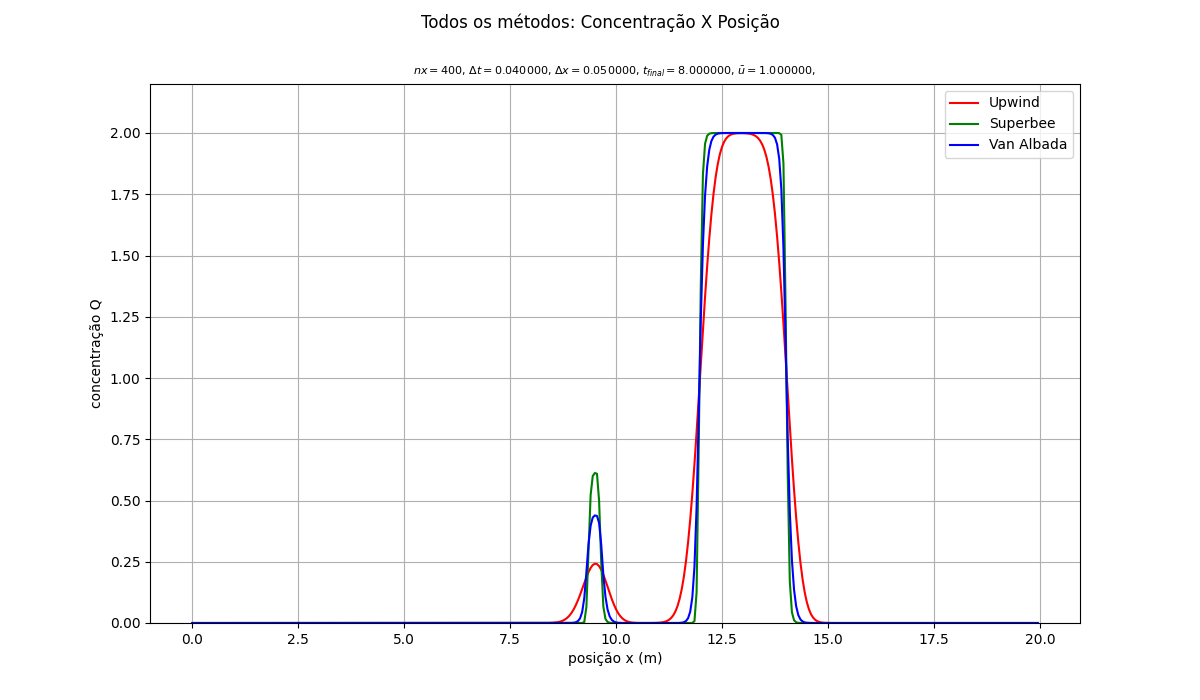 Todos os métodos: Concentração X Posição
nx = 400, Δt = 0.040000, Δx = 0.050000, t_final = 8.000000, ū = 1.000000,
Upwind
Superbee
Van Albada
2.00
1.75
1.50
1.25
1.00
0.75
0.50
0.25
0.00
concentração Q
0.0 2.5 5.0 7.5 10.0 12.5 15.0 17.5 20.0
posição x (m)